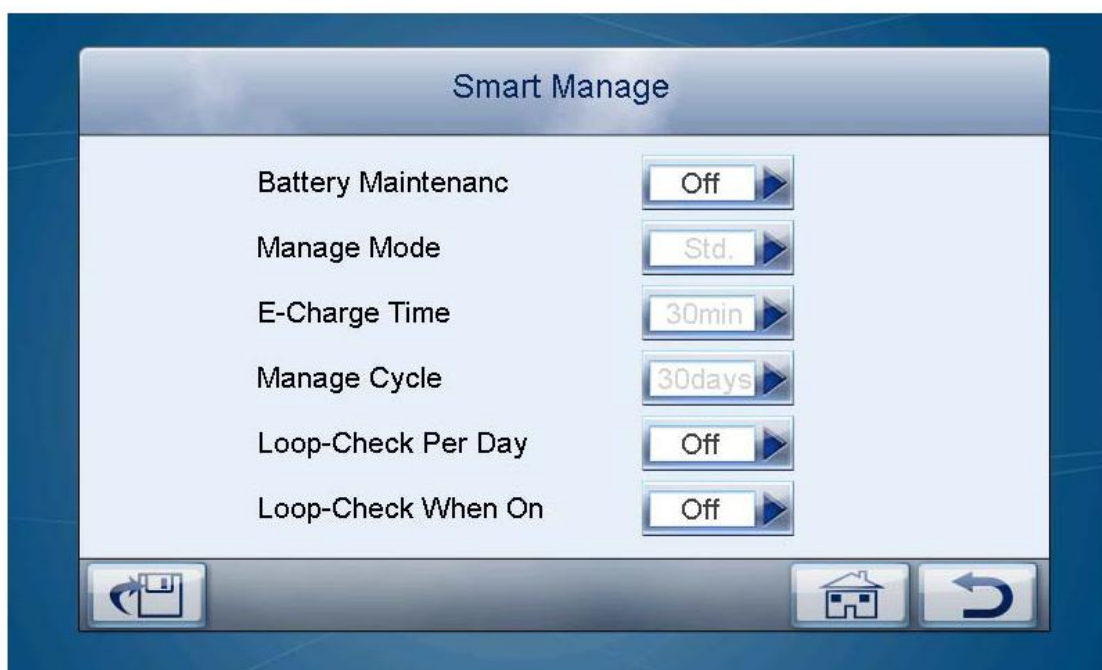 Smart Manage
Battery Maintenanc Off
Manage Mode Std.
E-Charge Time 30min
Manage Cycle 30days
Loop-Check Per Day Off
Loop-Check When On Off